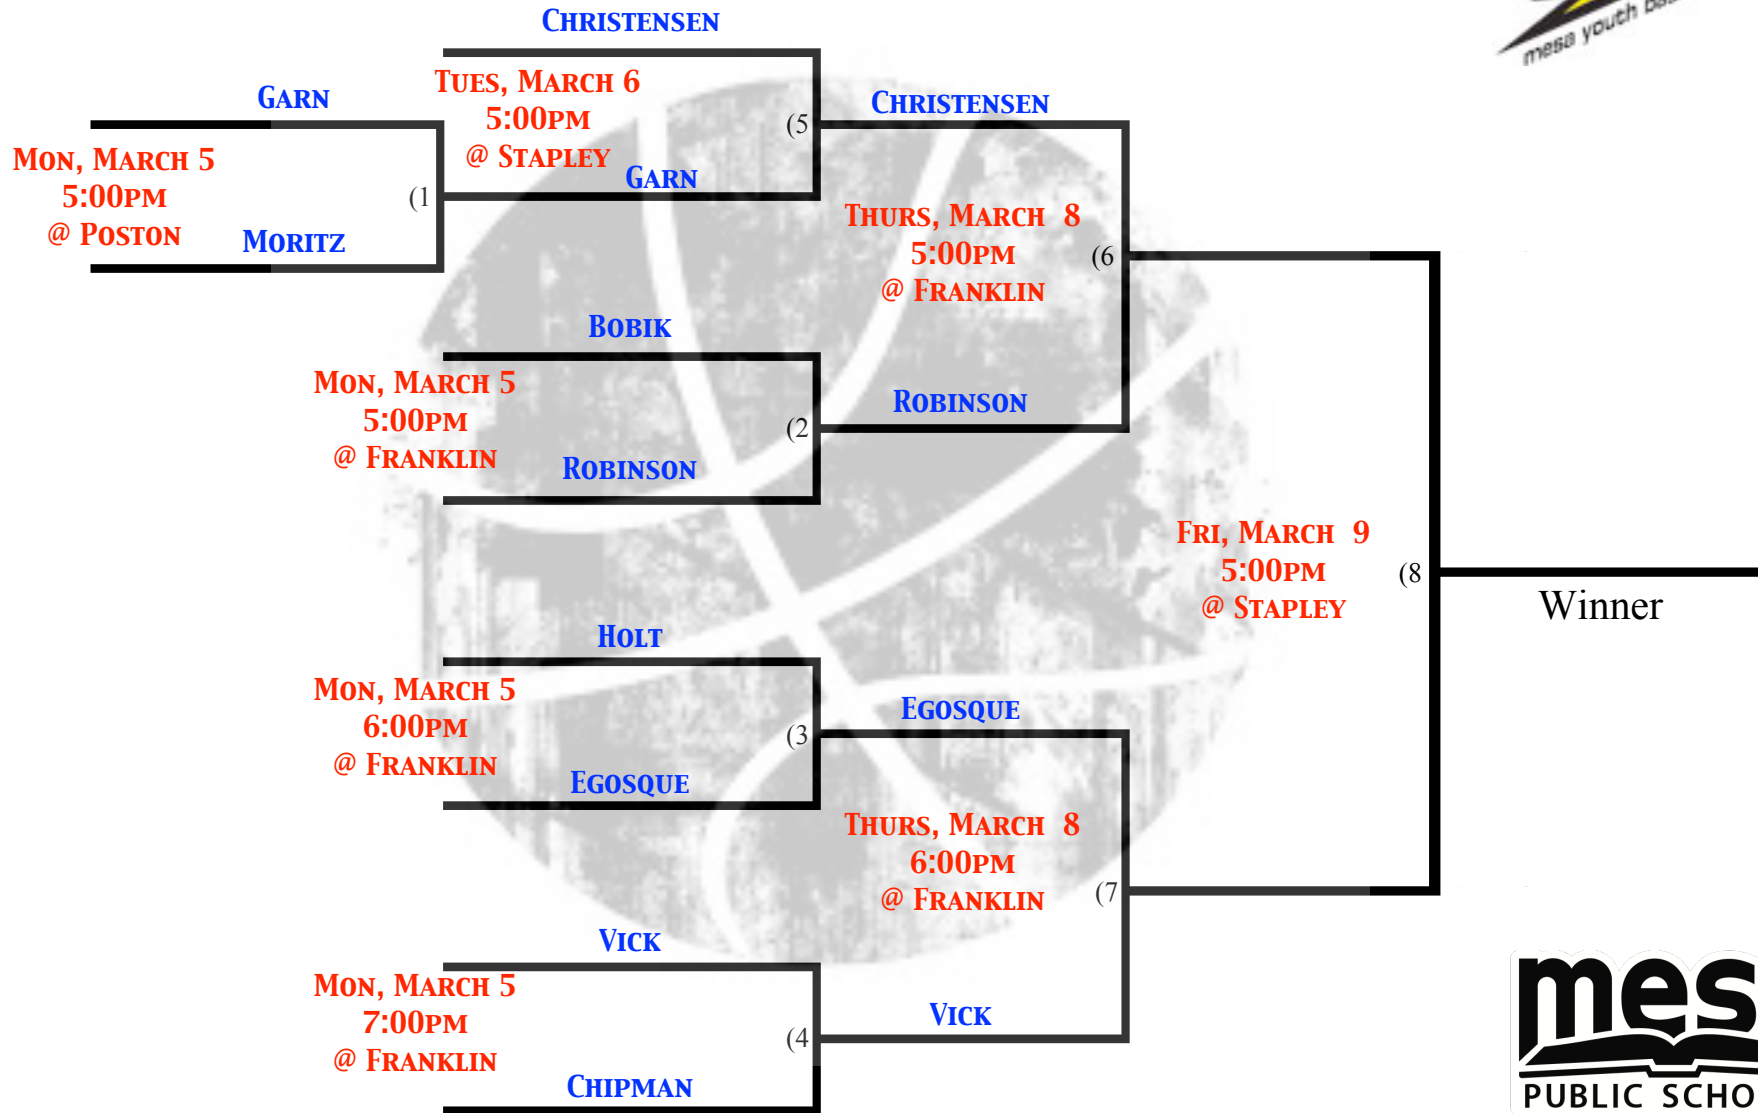 CHRISTENSEN
mesa youth
GARN
TUES, MARCH 6
5:00PM
@ STAPLEY
(5
CHRISTENSEN
MON, MARCH 5
5:00PM
@ POSTON
(1
GARN
MORITZ
THURS, MARCH 8
5:00PM
@ FRANKLIN
(6
BOBIK
MON, MARCH 5
5:00PM
@ FRANKLIN
(2
ROBINSON
ROBINSON
FRI, MARCH 9
5:00PM
@ STAPLEY
(8
Winner
HOLT
MON, MARCH 5
6:00PM
@ FRANKLIN
(3
EGOSQUE
EGOSQUE
THURS, MARCH 8
6:00PM
@ FRANKLIN
(7
VICK
MON, MARCH 5
7:00PM
@ FRANKLIN
(4
VICK
CHIPMAN
mes
PUBLIC SCHO